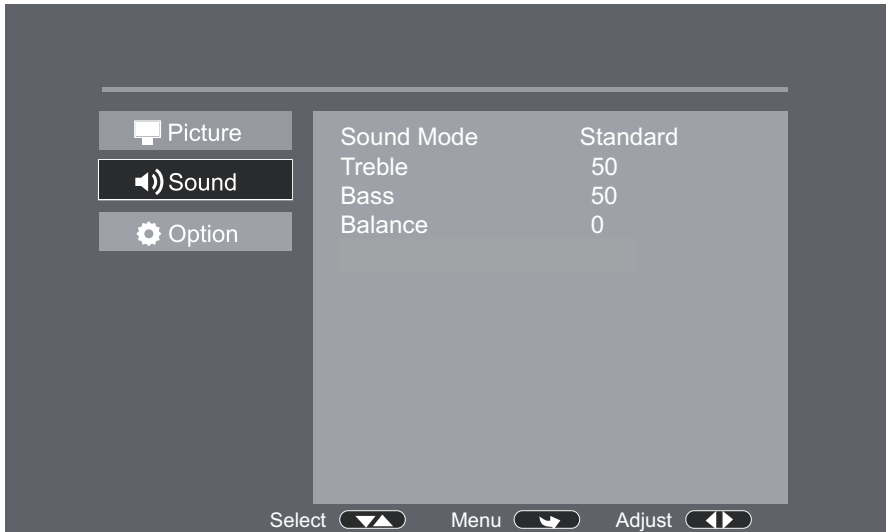 Picture
Sound
Option
Sound Mode Standard
Treble 50
Bass 50
Balance 0
Select Menu Adjust